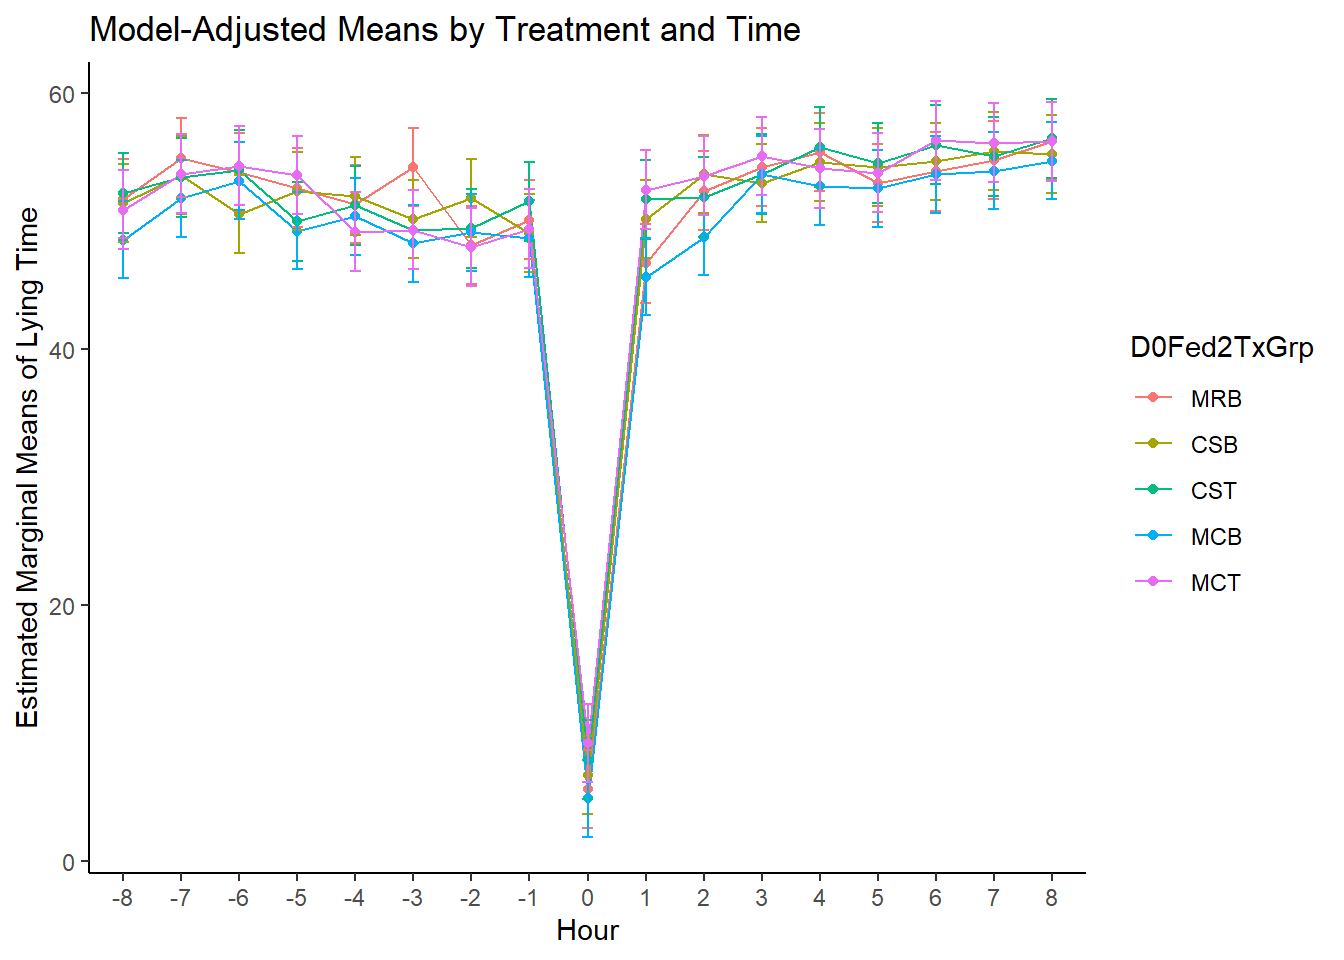 Model-Adjusted Means by Treatment and Time
Estimated Marginal Means of Lying Time
60
40
20
0
-8 -7 -6 -5 -4 -3 -2 -1 0 1 2 3 4 5 6 7 8
Hour
D0Fed2TxGrp
MRB
CSB
CST
MCB
MCT